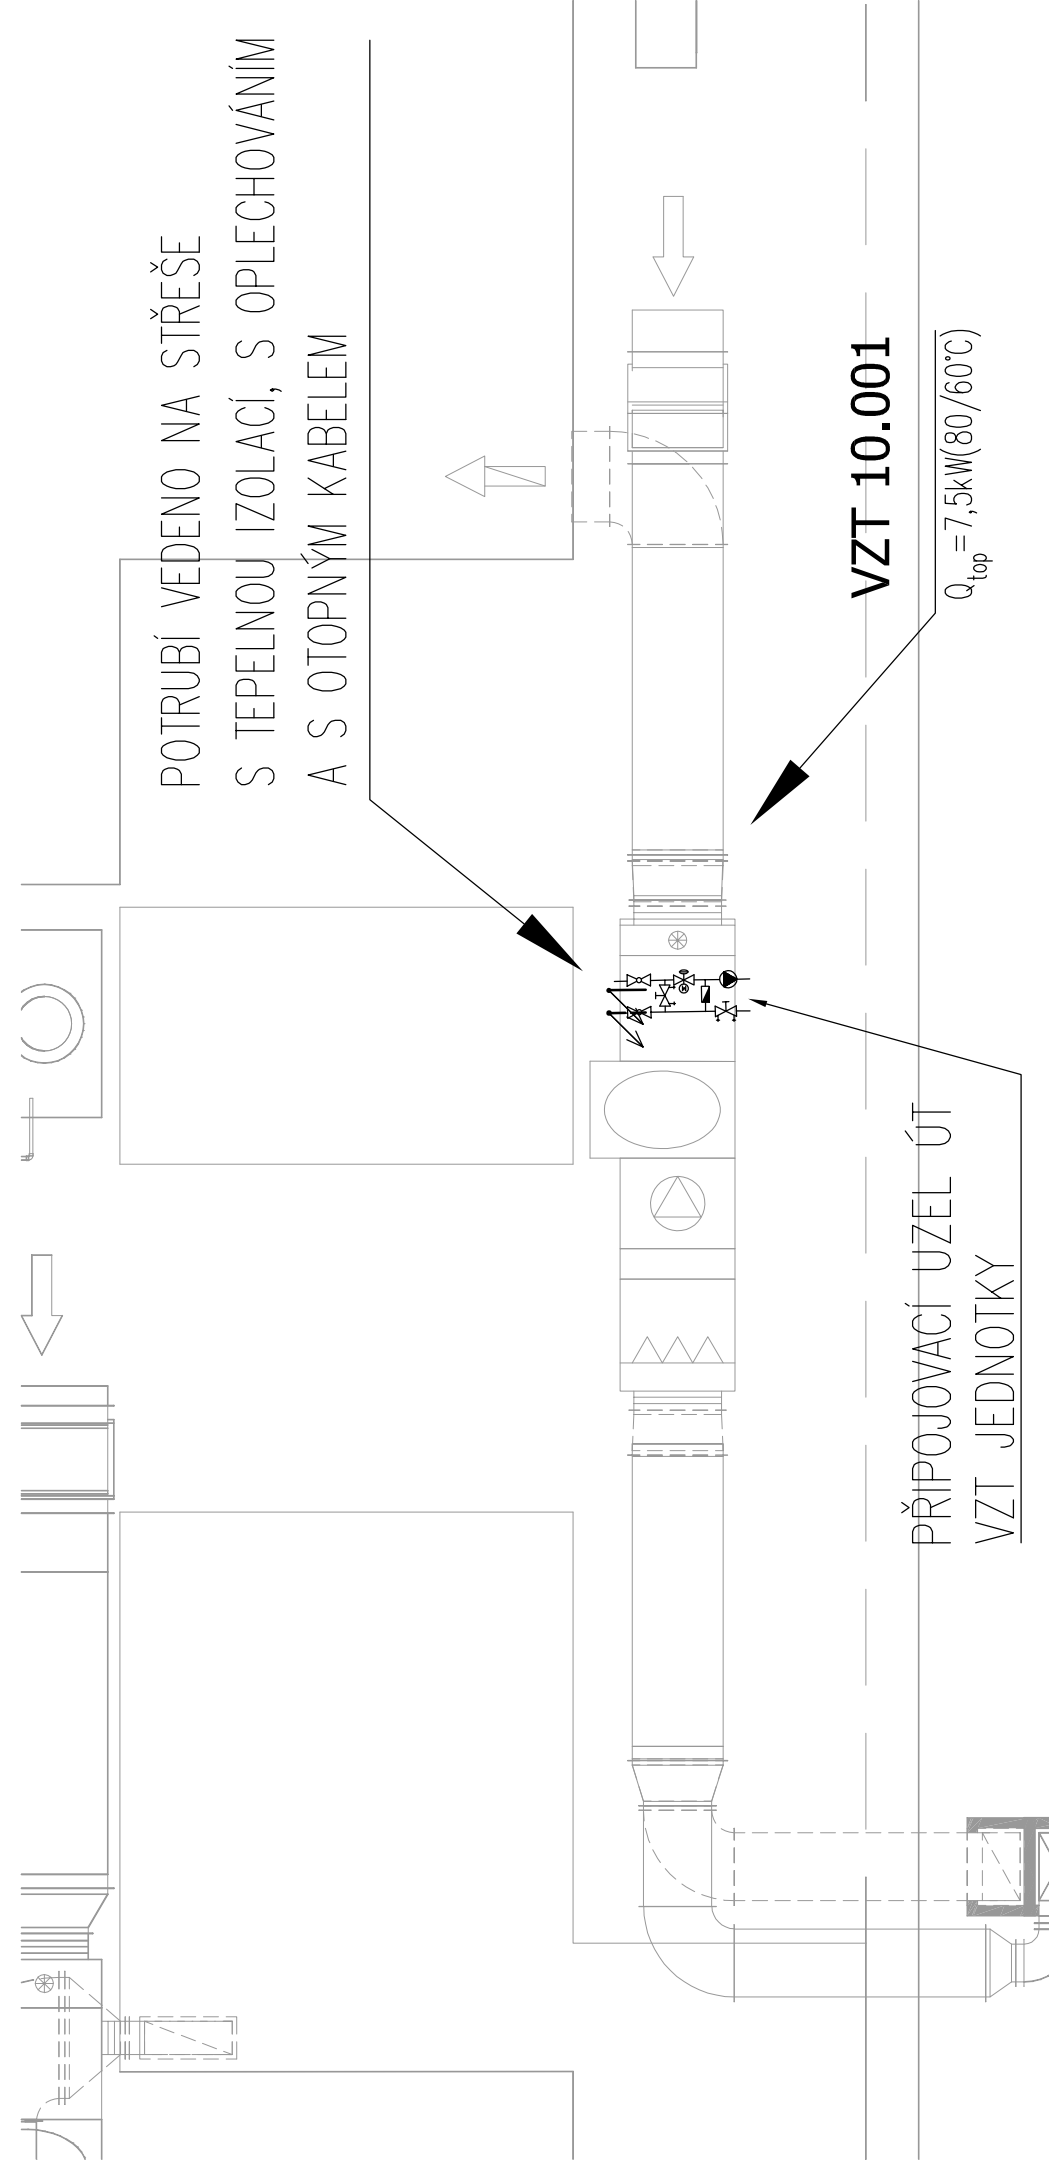 POTRUBÍ VEDENO NA STŘEŠE
S TEPELNOU IZOLACÍ, S OPLECHOVÁNÍM
A S OTOPNÝM KABELEM
VZT 10.001
Qtop=7,5kW(80/60°C)
PŘIPOJOVACÍ UZEL ÚT
VZT JEDNOTKY